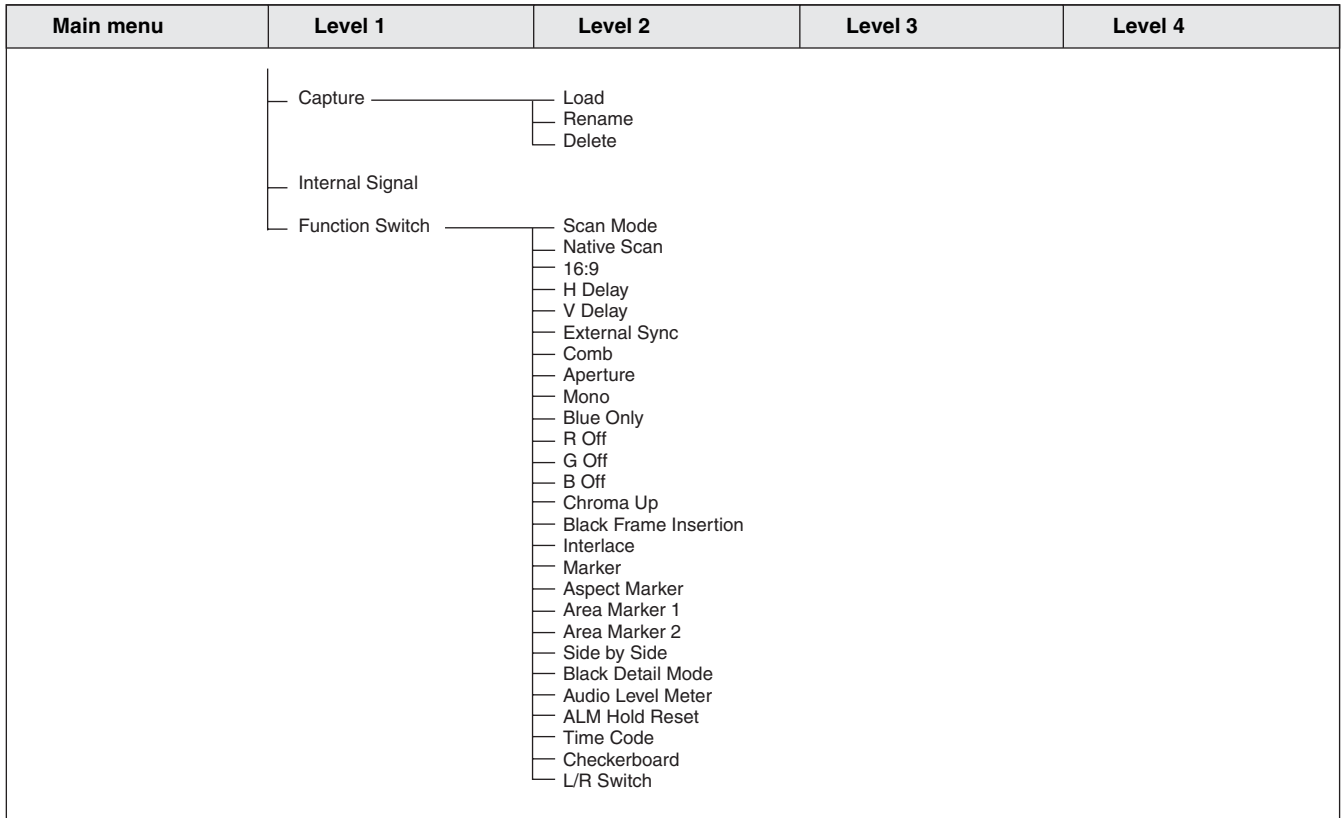 Main menu Level 1 Level 2 Level 3 Level 4
Capture Load
Rename
Delete
Internal Signal
Function Switch Scan Mode
Native Scan
16:9
H Delay
V Delay
External Sync
Comb
Aperture
Mono
Blue Only
R Off
G Off
B Off
Chroma Up
Black Frame Insertion
Interlace
Marker
Aspect Marker
Area Marker 1
Area Marker 2
Side by Side
Black Detail Mode
Audio Level Meter
ALM Hold Reset
Time Code
Checkerboard
L/R Switch